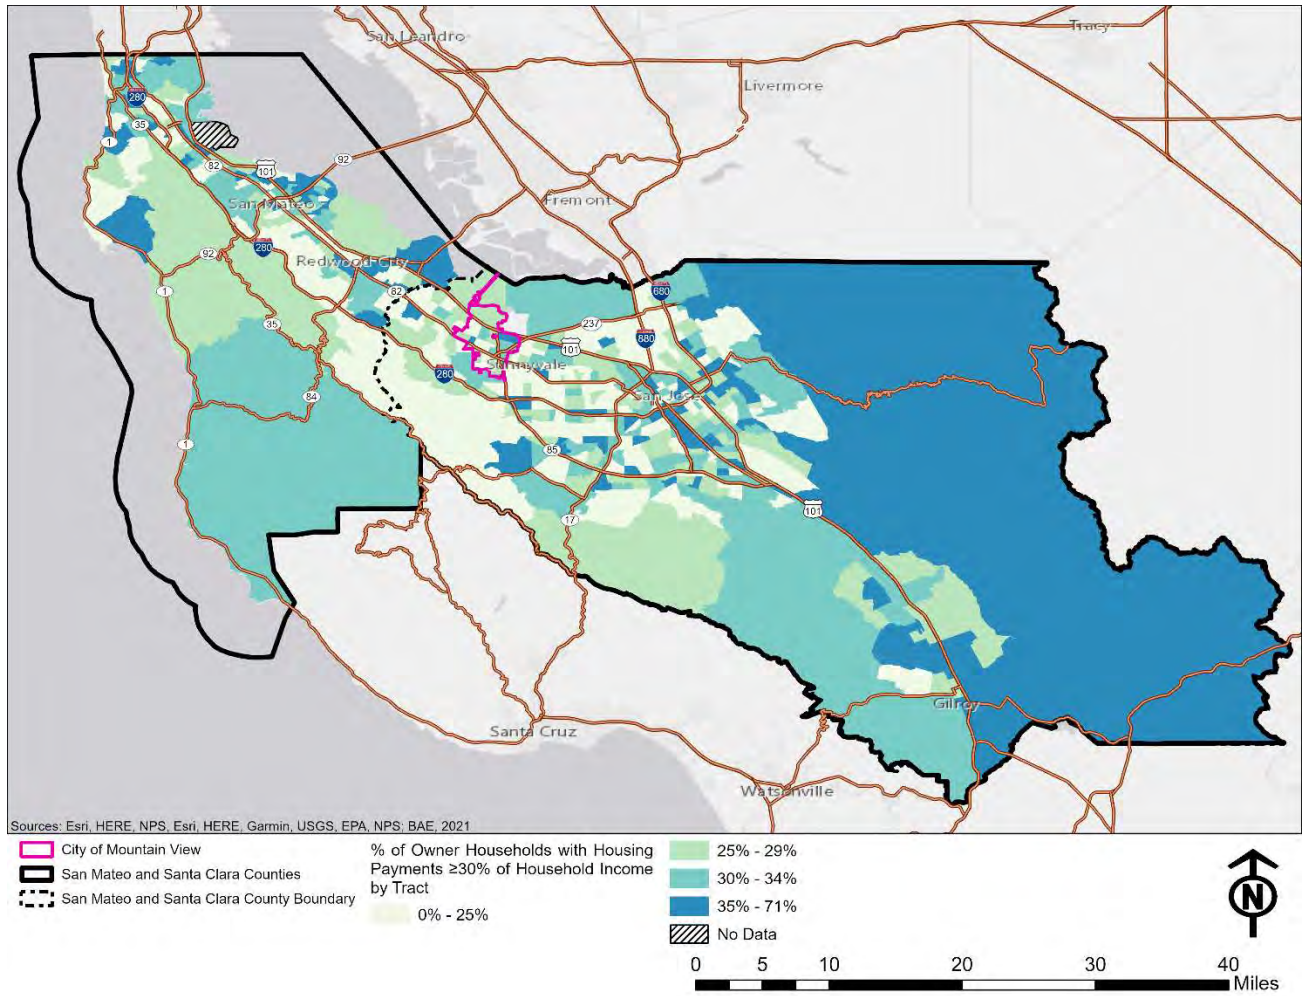 San Leandro
Tracy
Livermore
280
35
1
82
101
92
Fremont
San Mateo
280
92
Redwood City
82
1
680
35
237
880
101
Sunnyvale
280
84
San Jose
1
85
101
17
Gilroy
Santa Cruz
Watsonville
Sources: Esri, HERE, NPS, Esri, HERE, Garmin, USGS, EPA, NPS; BAE, 2021
City of Mountain View
San Mateo and Santa Clara Counties
San Mateo and Santa Clara County Boundary
% of Owner Households with Housing
Payments ≥30% of Household Income
by Tract
0% - 25%
25% - 29%
30% - 34%
35% - 71%
No Data
N
0 5 10 20 30 40
Miles